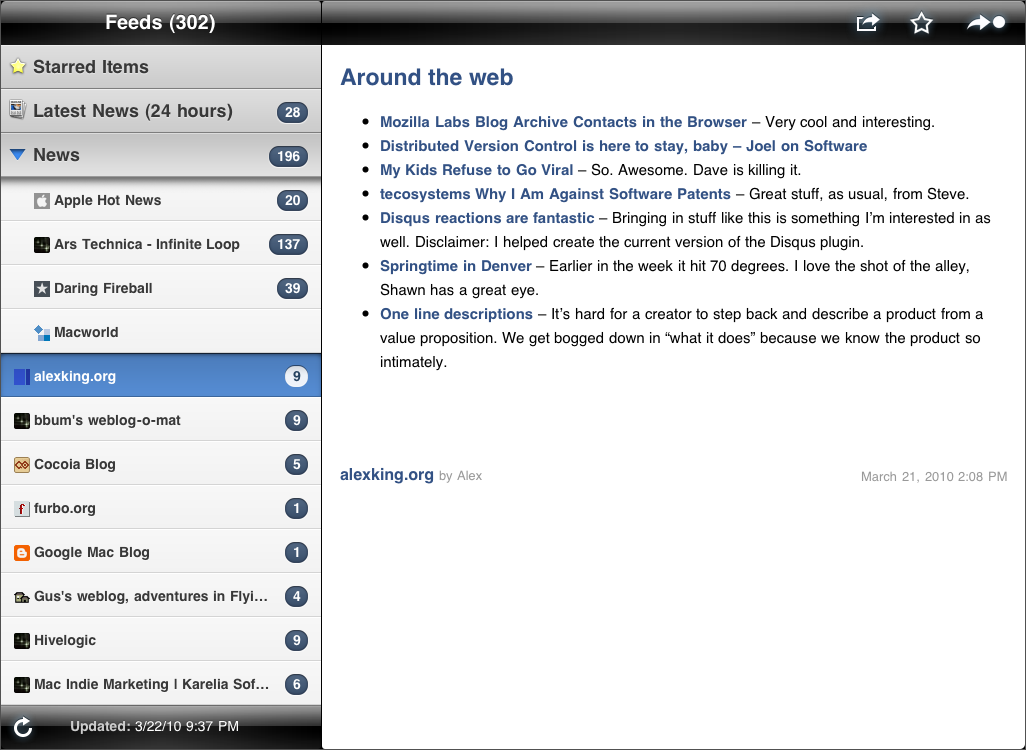 Feeds (302)
Starred Items
Latest News (24 hours) 28
News 196
Apple Hot News 20
Ars Technica - Infinite Loop 137
Daring Fireball 39
Macworld
alexking.org 9
bbum's weblog-o-mat 9
Cocoia Blog 5
furbo.org 1
Google Mac Blog 1
Gus's weblog, adventures in Flyi... 4
Hivelogic 9
Mac Indie Marketing | Karelia Sof... 6
Updated: 3/22/10 9:37 PM
Around the web
• Mozilla Labs Blog Archive Contacts in the Browser – Very cool and interesting.
• Distributed Version Control is here to stay, baby – Joel on Software
• My Kids Refuse to Go Viral – So. Awesome. Dave is killing it.
• tecosystems Why I Am Against Software Patents – Great stuff, as usual, from Steve.
• Disqus reactions are fantastic – Bringing in stuff like this is something I’m interested in as
well. Disclaimer: I helped create the current version of the Disqus plugin.
• Springtime in Denver – Earlier in the week it hit 70 degrees. I love the shot of the alley,
Shawn has a great eye.
• One line descriptions – It’s hard for a creator to step back and describe a product from a
value proposition. We get bogged down in “what it does” because we know the product so
intimately.
alexking.org by Alex March 21, 2010 2:08 PM